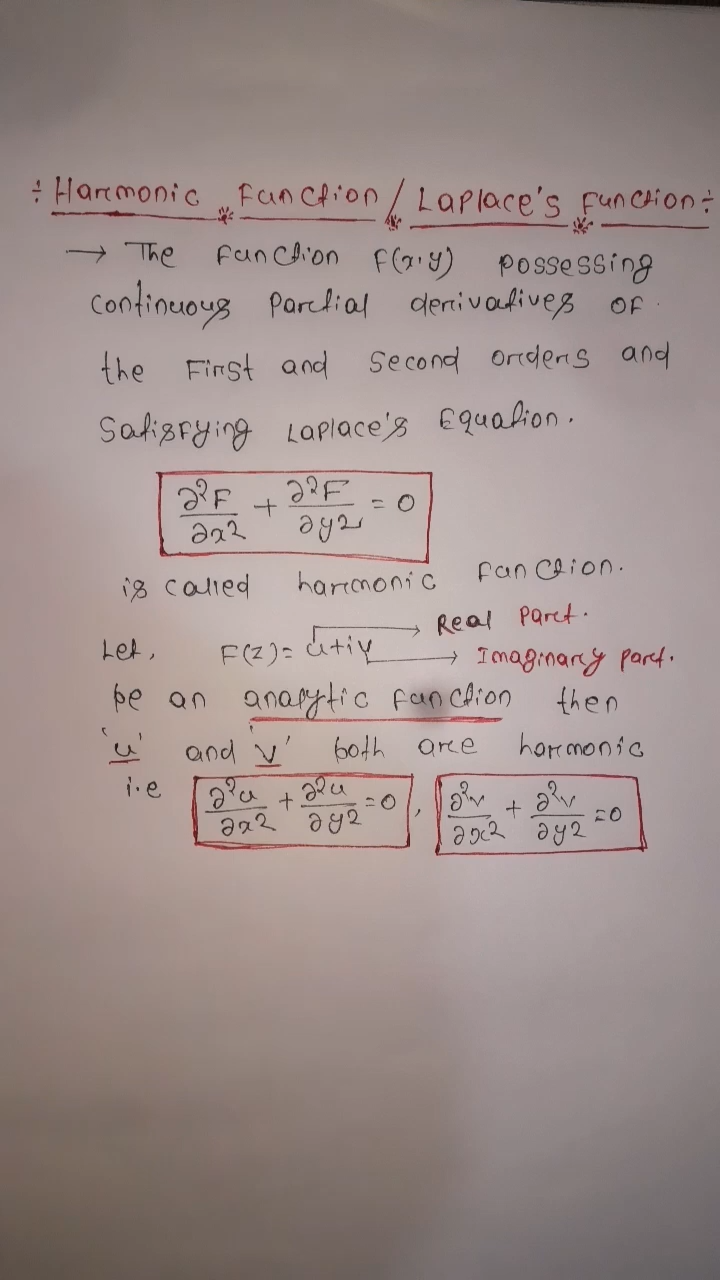 ÷ Harmonic Function / Laplace's Function ÷
→ The function F(x,y) possessing
continuous partial derivatives of
the first and second orders and
Satisfying Laplace's Equation.
∂²F/∂x² + ∂²F/∂y² = 0
is called harmonic function.
Let, F(z) = u+iv → Real part.
→ Imaginary part.
be an analytic function then
'u' and 'v' both are harmonic
i.e ∂²u/∂x² + ∂²u/∂y² = 0, ∂²v/∂x² + ∂²v/∂y² = 0